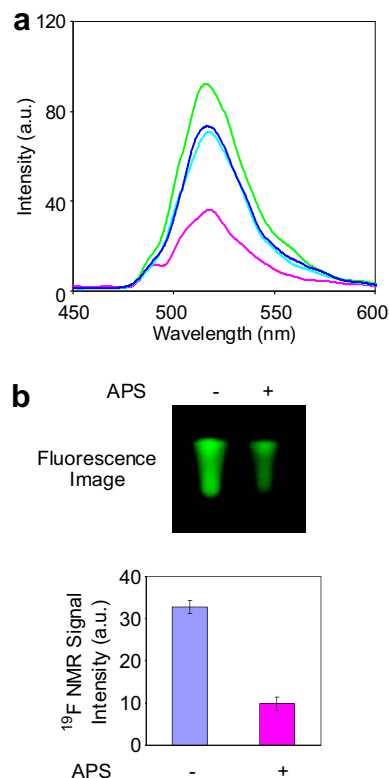 a
120
80
40
0
Intensity (a.u.)
450 500 550 600
Wavelength (nm)
b
APS - +
Fluorescence
Image
40
30
20
10
0
19F NMR Signal
Intensity (a.u.)
APS - +